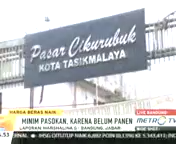 Pasar Cikurubuk
KOTA TASIKMALAYA
HARGA BERAS NAIK
LIVE BANDUNG
MINIM PASOKAN, KARENA BELUM PANEN
METRO TV
LAPORAN MARSHALINA S BANDUNG, JABAR